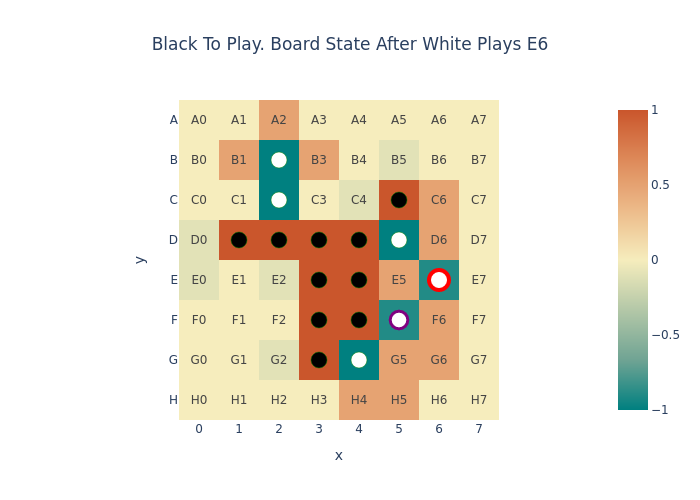 Black To Play. Board State After White Plays E6
A A0 A1 A2 A3 A4 A5 A6 A7 1
B B0 B1 B3 B4 B5 B6 B7
C C0 C1 C3 C4 C6 C7 0.5
D D0 D6 D7
y 0
E E0 E1 E2 E5 E7
F F0 F1 F2 F6 F7 −0.5
G G0 G1 G2 G5 G6 G7
H H0 H1 H2 H3 H4 H5 H6 H7 −1
0 1 2 3 4 5 6 7
x